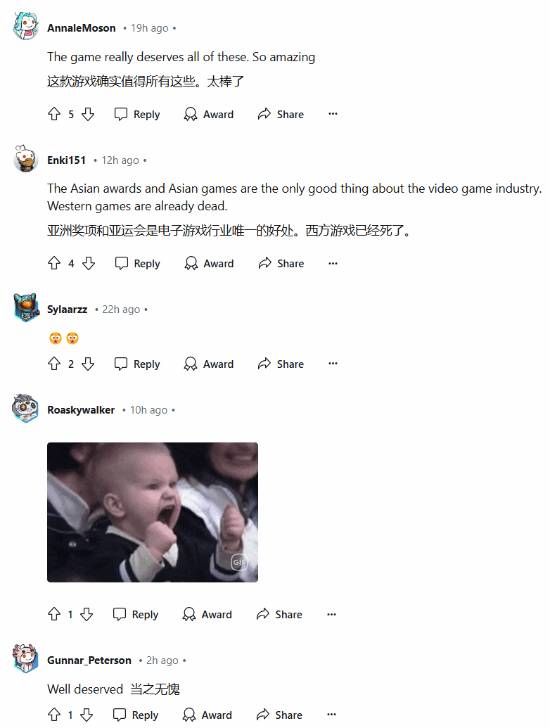 AnnaleMoson • 19h ago •
The game really deserves all of these. So amazing
这款游戏确实值得所有这些。太棒了
5 Reply Award Share ...
Enki151 • 12h ago •
The Asian awards and Asian games are the only good thing about the video game industry.
Western games are already dead.
亚洲奖项和亚运会是电子游戏行业唯一的好处。西方游戏已经死了。
4 Reply Award Share ...
Sylaarzz • 22h ago •
2 Reply Award Share ...
Roaskywalker • 10h ago •
GIF
1 Reply Award Share ...
Gunnar_Peterson • 2h ago •
Well deserved 当之无愧
1 Reply Award Share ...